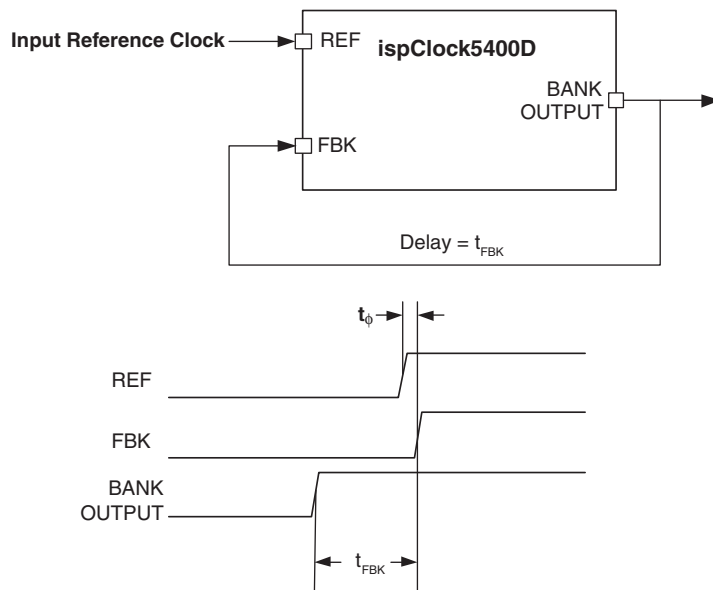 Input Reference Clock
REF
ispClock5400D
BANK
OUTPUT
FBK
Delay = tFBK
tϕ
REF
FBK
BANK
OUTPUT
tFBK